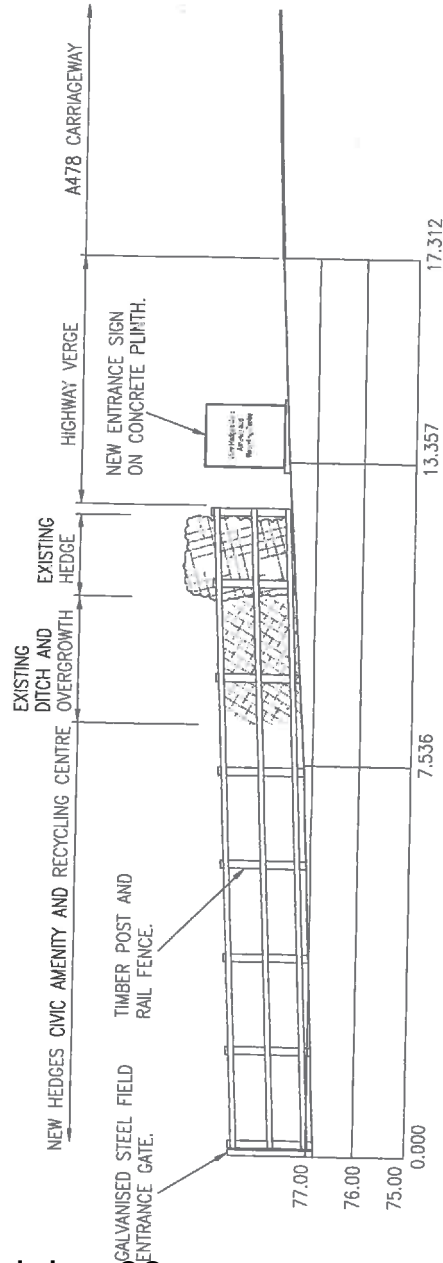 A478 CARRIAGEWAY
HIGHWAY VERGE
NEW ENTRANCE SIGN
ON CONCRETE PLINTH.
EXISTING
HEDGE
EXISTING
DITCH AND
OVERGROWTH
NEW HEDGES CIVIC AMENITY AND RECYCLING CENTRE
TIMBER POST AND
RAIL FENCE.
GALVANISED STEEL FIELD
ENTRANCE GATE.
77.00
76.00
75.00
0.000
7.536
13.357
17.312